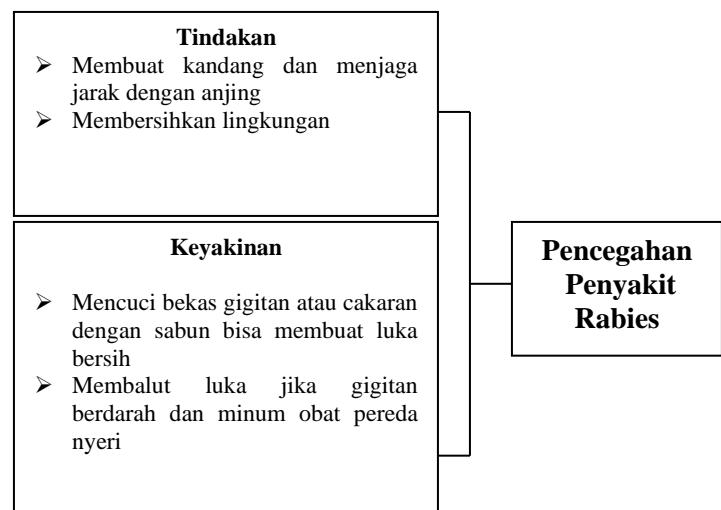 Tindakan
➢ Membuat kandang dan menjaga
jarak dengan anjing
➢ Membersihkan lingkungan
Keyakinan
➢ Mencuci bekas gigitan atau cakaran
dengan sabun bisa membuat luka
bersih
➢ Membalut luka jika gigitan
berdarah dan minum obat pereda
nyeri
Pencegahan
Penyakit
Rabies